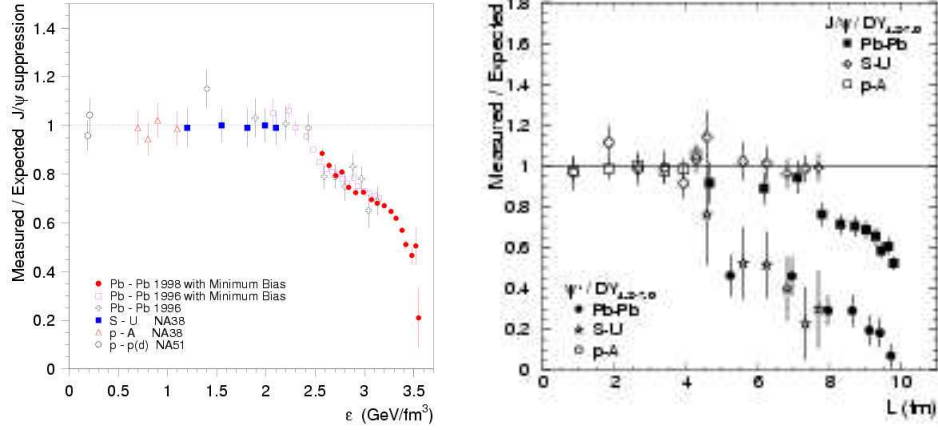 Measured / Expected J/ψ suppression
1.4
1.2
1
0.8
0.6
0.4
0.2
0
Pb - Pb 1998 with Minimum Bias
Pb - Pb 1996 with Minimum Bias
Pb - Pb 1996
S - U NA38
p - A NA38
p - p(d) NA51
0 0.5 1 1.5 2 2.5 3 3.5
ε (GeV/fm³)
Measured / Expected
1.8
1.6
1.4
1.2
1
0.8
0.6
0.4
0.2
0
J/ψ / DY
Pb-Pb
S-U
p-A
ψ' / DY
Pb-Pb
S-U
p-A
0 2 4 6 8 10
L (fm)